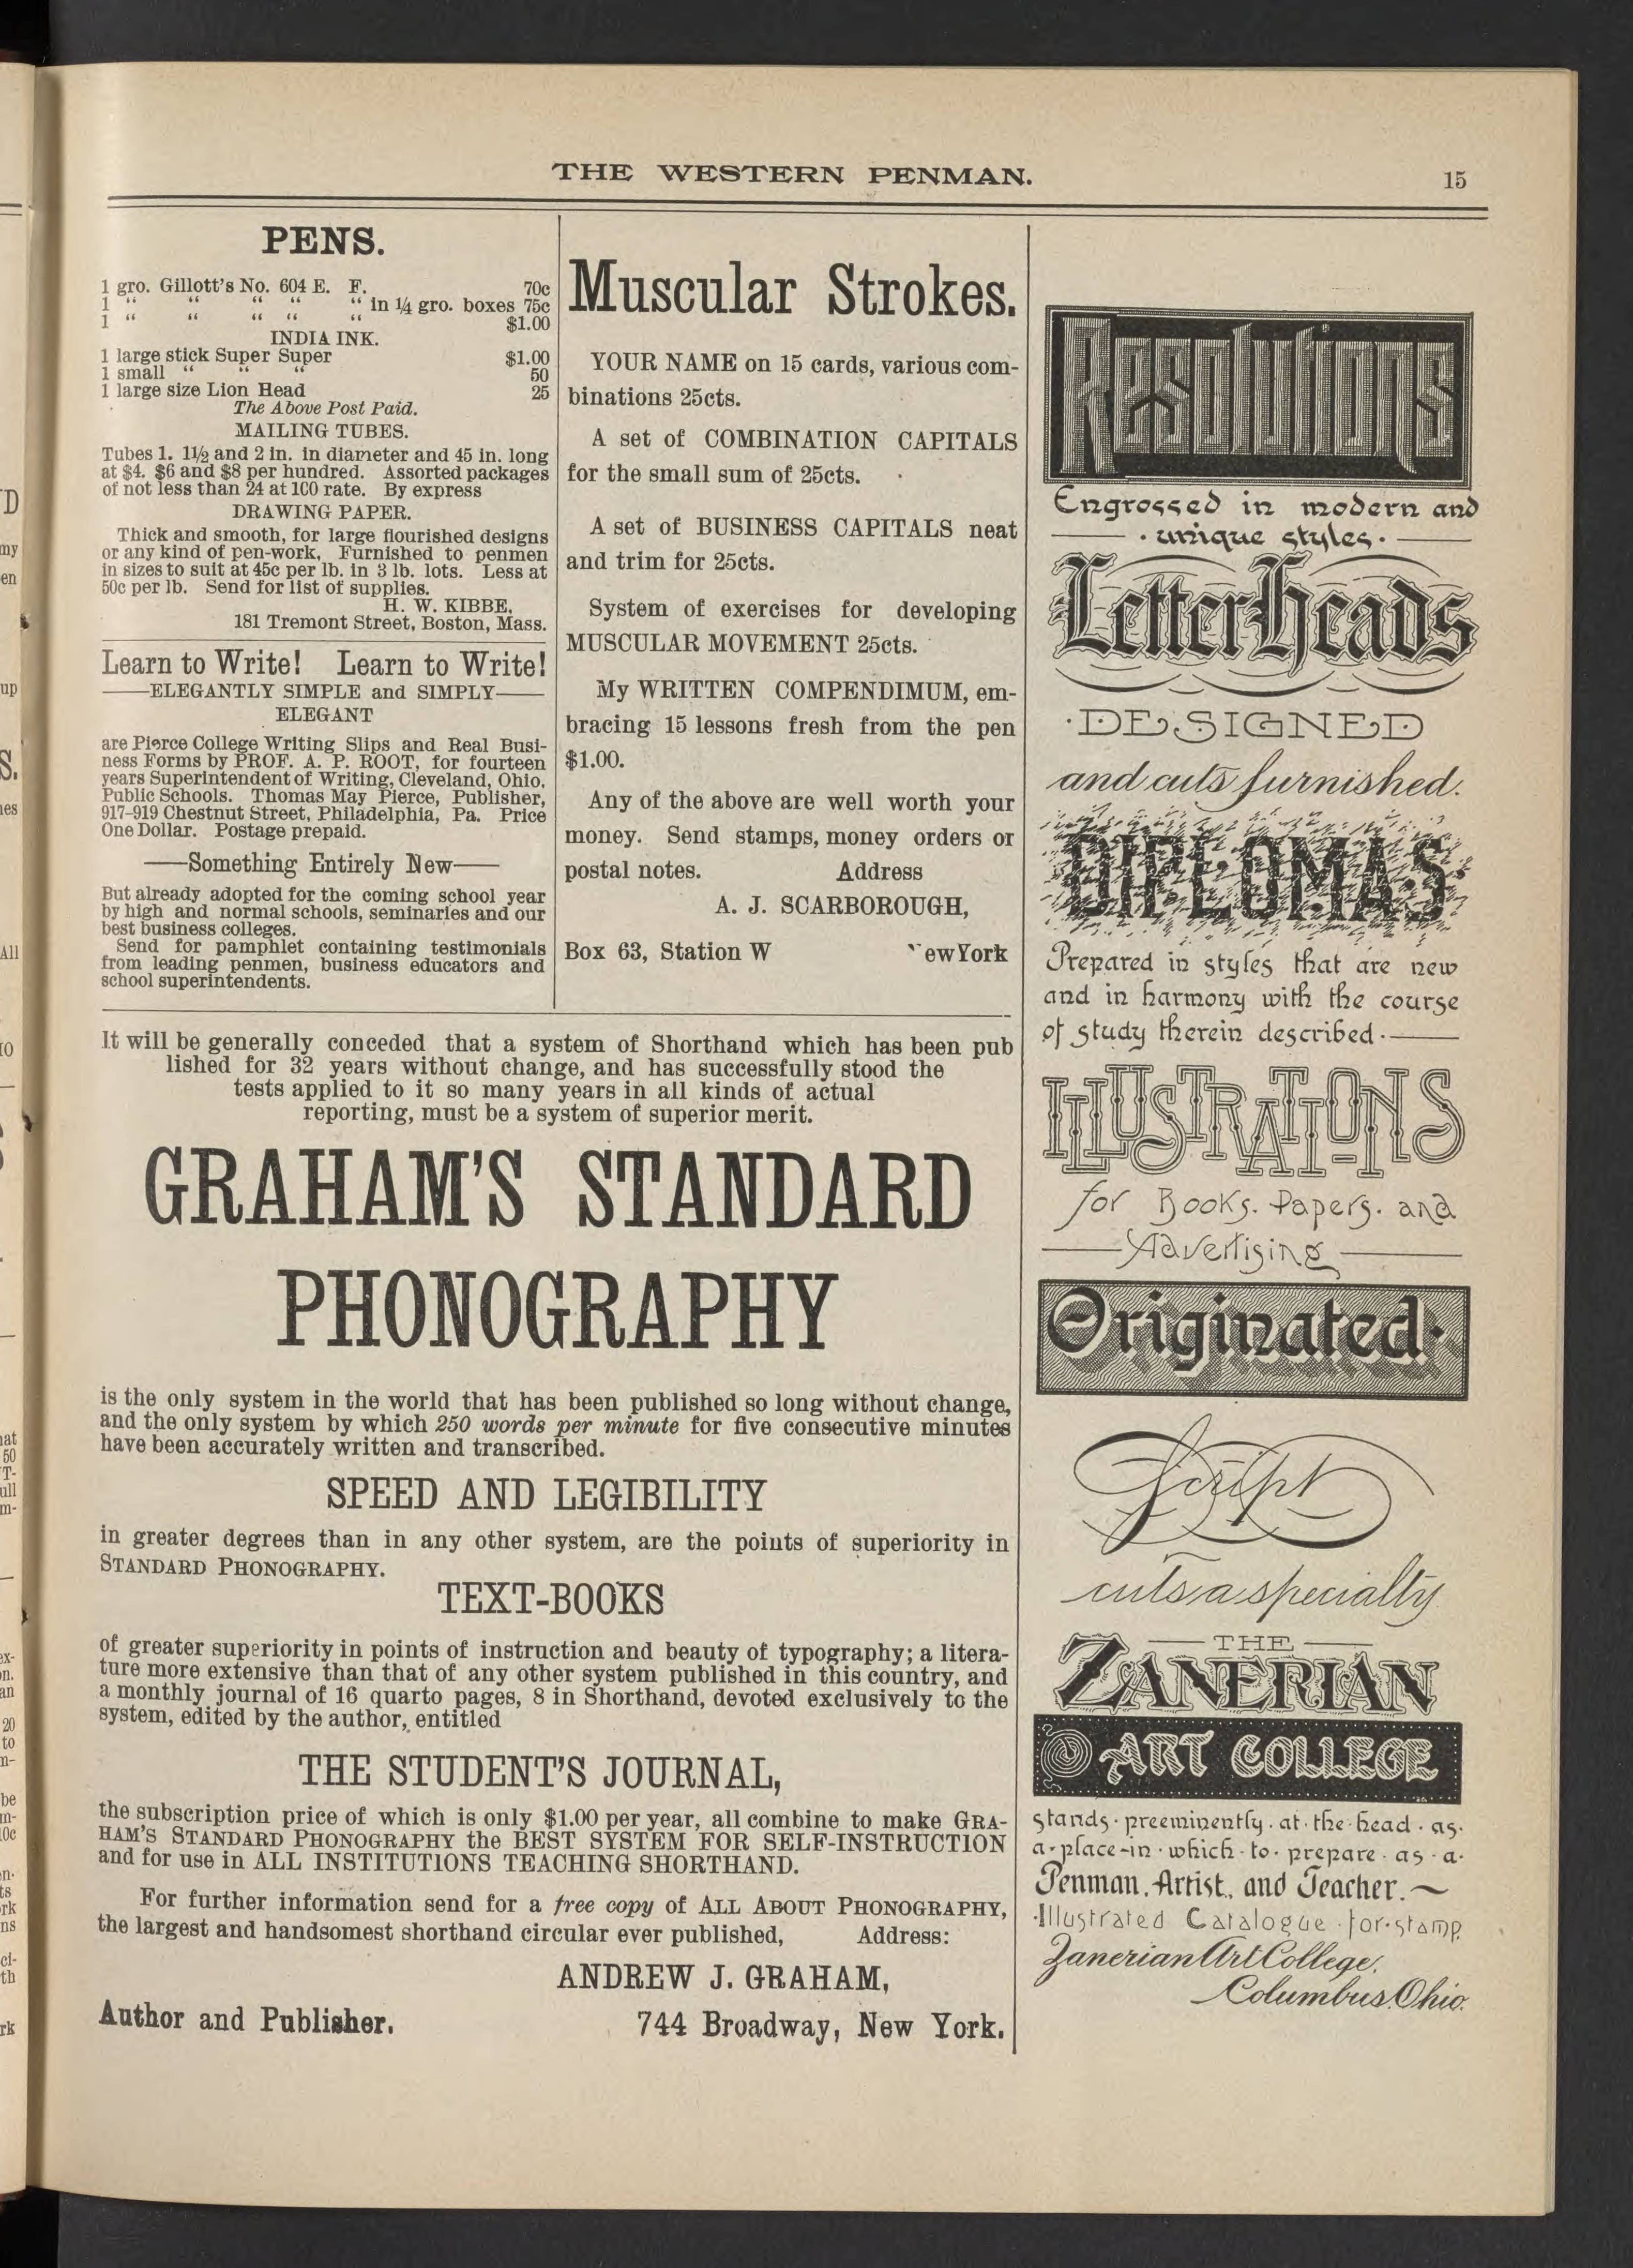 THE WESTERN PENMAN.
15
PENS.
1 gro. Gillott's No. 604 E. F. 70c
1 “ “ “ “ “ in 1/4 gro. boxes 75c
1 “ “ “ “ “ $1.00
INDIA INK.
1 large stick Super Super $1.00
1 small “ “ “ 50
1 large size Lion Head 25
The Above Post Paid.
MAILING TUBES.
Tubes 1. 1½ and 2 in. in diameter and 45 in. long
at $4. $6 and $8 per hundred. Assorted packages
of not less than 24 at 100 rate. By express
DRAWING PAPER.
Thick and smooth, for large flourished designs
or any kind of pen-work, Furnished to penmen
in sizes to suit at 45c per lb. in 3 lb. lots. Less at
50c per lb. Send for list of supplies.
H. W. KIBBE,
181 Tremont Street, Boston, Mass.
Learn to Write! Learn to Write!
——ELEGANTLY SIMPLE and SIMPLY——
ELEGANT
are Pierce College Writing Slips and Real Busi-
ness Forms by PROF. A. P. ROOT, for fourteen
years Superintendent of Writing, Cleveland, Ohio,
Public Schools. Thomas May Pierce, Publisher,
917-919 Chestnut Street, Philadelphia, Pa. Price
One Dollar. Postage prepaid.
——Something Entirely New——
But already adopted for the coming school year
by high and normal schools, seminaries and our
best business colleges.
Send for pamphlet containing testimonials
from leading penmen, business educators and
school superintendents.
Muscular Strokes.
YOUR NAME on 15 cards, various com-
binations 25cts.
A set of COMBINATION CAPITALS
for the small sum of 25cts.
A set of BUSINESS CAPITALS neat
and trim for 25cts.
System of exercises for developing
MUSCULAR MOVEMENT 25cts.
My WRITTEN COMPENDIMUM, em-
bracing 15 lessons fresh from the pen
$1.00.
Any of the above are well worth your
money. Send stamps, money orders or
postal notes. Address
A. J. SCARBOROUGH,
Box 63, Station W ewYork
It will be generally conceded that a system of Shorthand which has been pub
lished for 32 years without change, and has successfully stood the
tests applied to it so many years in all kinds of actual
reporting, must be a system of superior merit.
GRAHAM'S STANDARD
PHONOGRAPHY
is the only system in the world that has been published so long without change,
and the only system by which 250 words per minute for five consecutive minutes
have been accurately written and transcribed.
SPEED AND LEGIBILITY
in greater degrees than in any other system, are the points of superiority in
STANDARD PHONOGRAPHY.
TEXT-BOOKS
of greater superiority in points of instruction and beauty of typography; a litera-
ture more extensive than that of any other system published in this country, and
a monthly journal of 16 quarto pages, 8 in Shorthand, devoted exclusively to the
system, edited by the author, entitled
THE STUDENT'S JOURNAL,
the subscription price of which is only $1.00 per year, all combine to make GRA-
HAM'S STANDARD PHONOGRAPHY the BEST SYSTEM FOR SELF-INSTRUCTION
and for use in ALL INSTITUTIONS TEACHING SHORTHAND.
For further information send for a free copy of ALL ABOUT PHONOGRAPHY,
the largest and handsomest shorthand circular ever published, Address:
ANDREW J. GRAHAM,
Author and Publisher. 744 Broadway, New York.
Resolutions
Engrossed in modern and
unique styles.
Letter Heads
DESIGNED
and cuts furnished.
DIPLOMAS
Prepared in styles that are new
and in harmony with the course
of study therein described.
ILLUSTRATIONS
for Books. Papers. and
Advertising
Originated.
Script
cuts a specialty
THE
ZANERIAN
ART COLLEGE
stands · preeminently · at · the · head · as ·
a · place - in · which · to · prepare · as · a ·
Penman, Artist, and Teacher. ~
Illustrated Catalogue · for · stamp.
Zanerian Art College,
Columbus, Ohio.